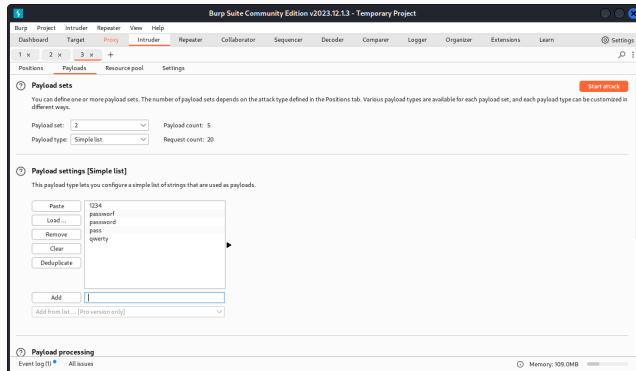 Burp Suite Community Edition v2023.12.1.3 - Temporary Project
Burp Project Intruder Repeater View Help
Dashboard Target Proxy Intruder Repeater Collaborator Sequencer Decoder Comparer Logger Organizer Extensions Learn Settings
1 × 2 × 3 × +
Positions Payloads Resource pool Settings
Payload sets
Start attack
You can define one or more payload sets. The number of payload sets depends on the attack type defined in the Positions tab. Various payload types are available for each payload set, and each payload type can be customized in
different ways.
Payload set: 2 Payload count: 5
Payload type: Simple list Request count: 20
Payload settings [Simple list]
This payload type lets you configure a simple list of strings that are used as payloads.
Paste
Load ...
Remove
Clear
Deduplicate
1234
passworf
password
pass
qwerty
Add
Add from list ... [Pro version only]
Payload processing
Event log (1) All issues
Memory: 109.0MB